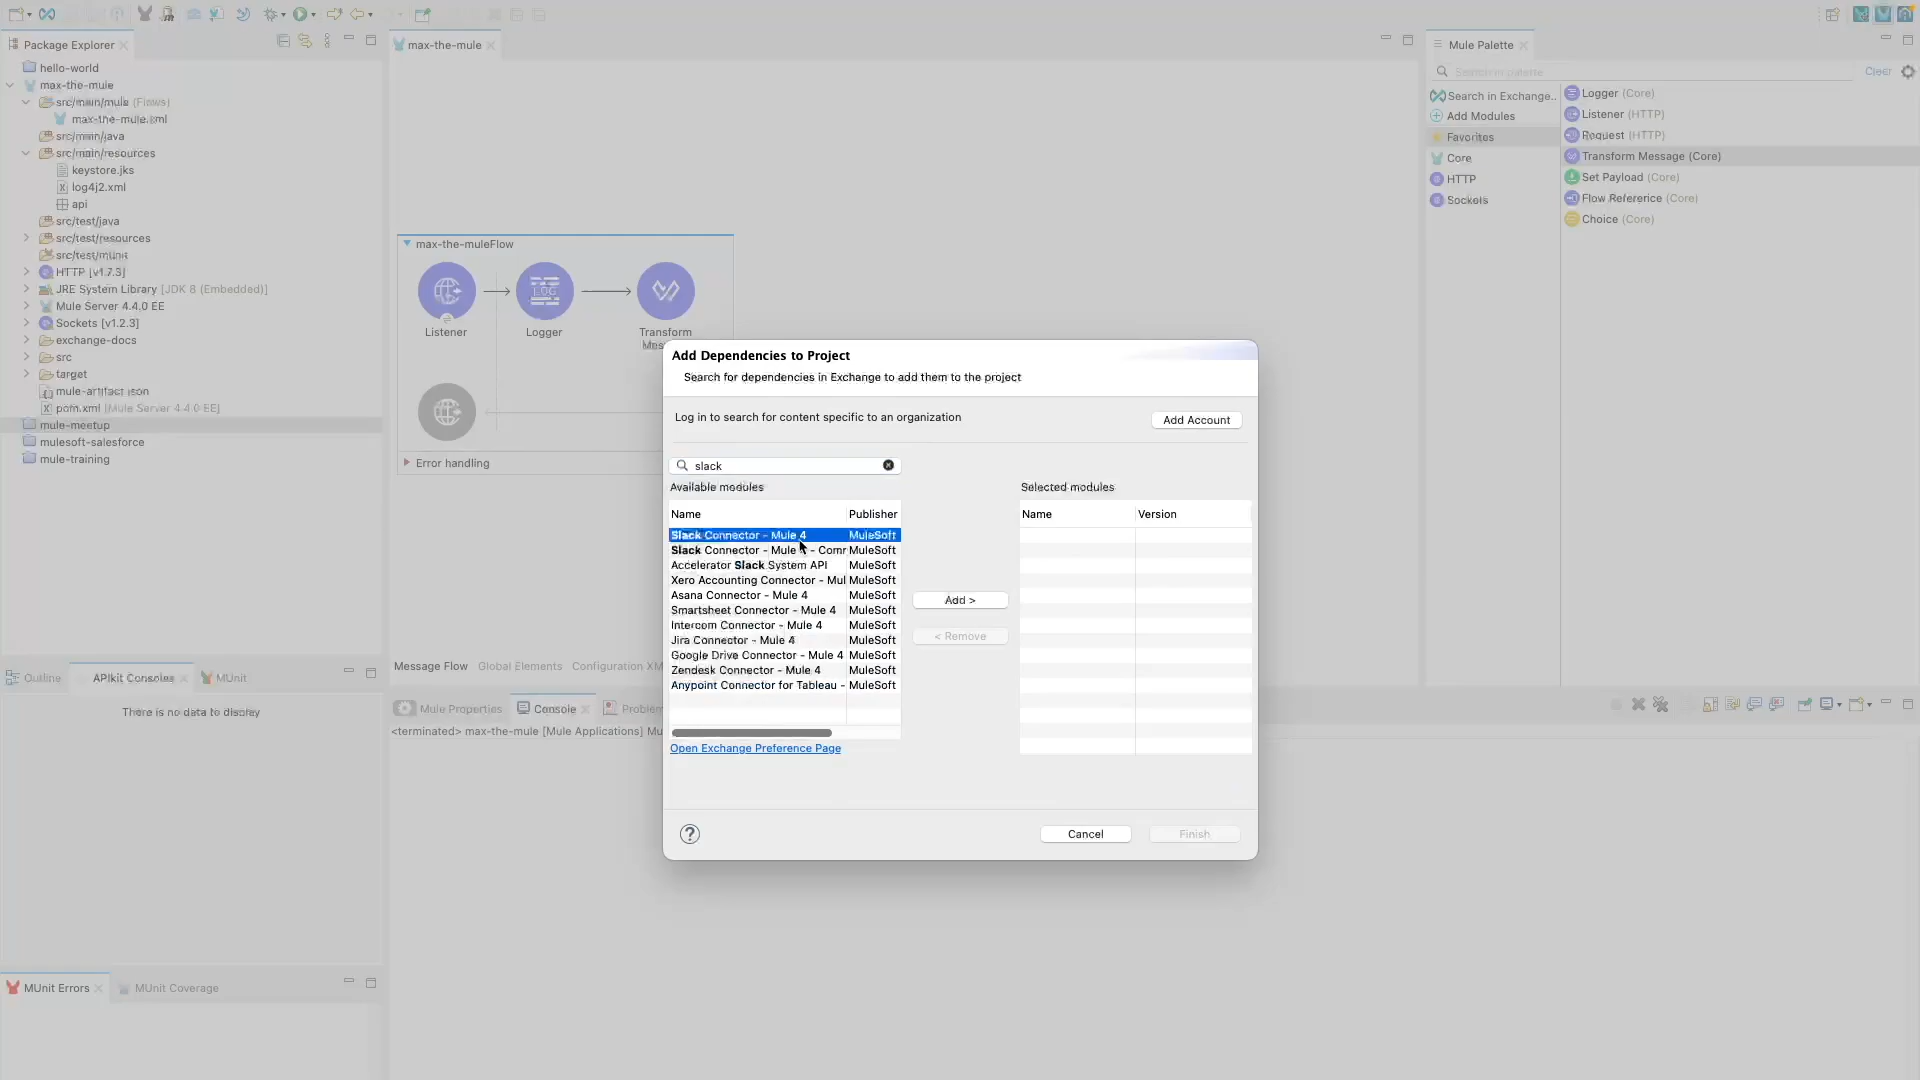 Package Explorer
max-the-mule
Mule Palette
hello-world
max-the-mule
src/main/mule (Flows)
max-the-mule.xml
src/main/java
src/main/resources
keystore.jks
log4j2.xml
api
src/test/java
src/test/resources
src/test/munit
HTTP [v1.7.3]
JRE System Library [JDK 8 (Embedded)]
Mule Server 4.4.0 EE
Sockets [v1.2.3]
exchange-docs
src
target
mule-artifact.json
pom.xml [Mule Server 4.4.0 EE]
mule-meetup
mulesoft-salesforce
mule-training
Search in palette
Clear
Search in Exchange..
Add Modules
Favorites
Core
HTTP
Sockets
Logger (Core)
Listener (HTTP)
Request (HTTP)
Transform Message (Core)
Set Payload (Core)
Flow Reference (Core)
Choice (Core)
max-the-muleFlow
LOG
Listener
Logger
Transform
Error handling
Add Dependencies to Project
Search for dependencies in Exchange to add them to the project
Log in to search for content specific to an organization
Add Account
slack
Available modules
Name Publisher
Slack Connector - Mule 4 MuleSoft
Slack Connector - Mule - Comr MuleSoft
Accelerator Slack System API MuleSoft
Xero Accounting Connector - Mul MuleSoft
Asana Connector - Mule 4 MuleSoft
Smartsheet Connector - Mule 4 MuleSoft
Intercom Connector - Mule 4 MuleSoft
Jira Connector - Mule 4 MuleSoft
Google Drive Connector - Mule 4 MuleSoft
Zendesk Connector - Mule 4 MuleSoft
Anypoint Connector for Tableau - MuleSoft
Open Exchange Preference Page
Add >
< Remove
Selected modules
Name Version
?
Cancel
Finish
Message Flow Global Elements Configuration XM
Outline APIkit Consoles MUnit
There is no data to display
Mule Properties Console Problem
<terminated> max-the-mule [Mule Applications] Mu
MUnit Errors MUnit Coverage